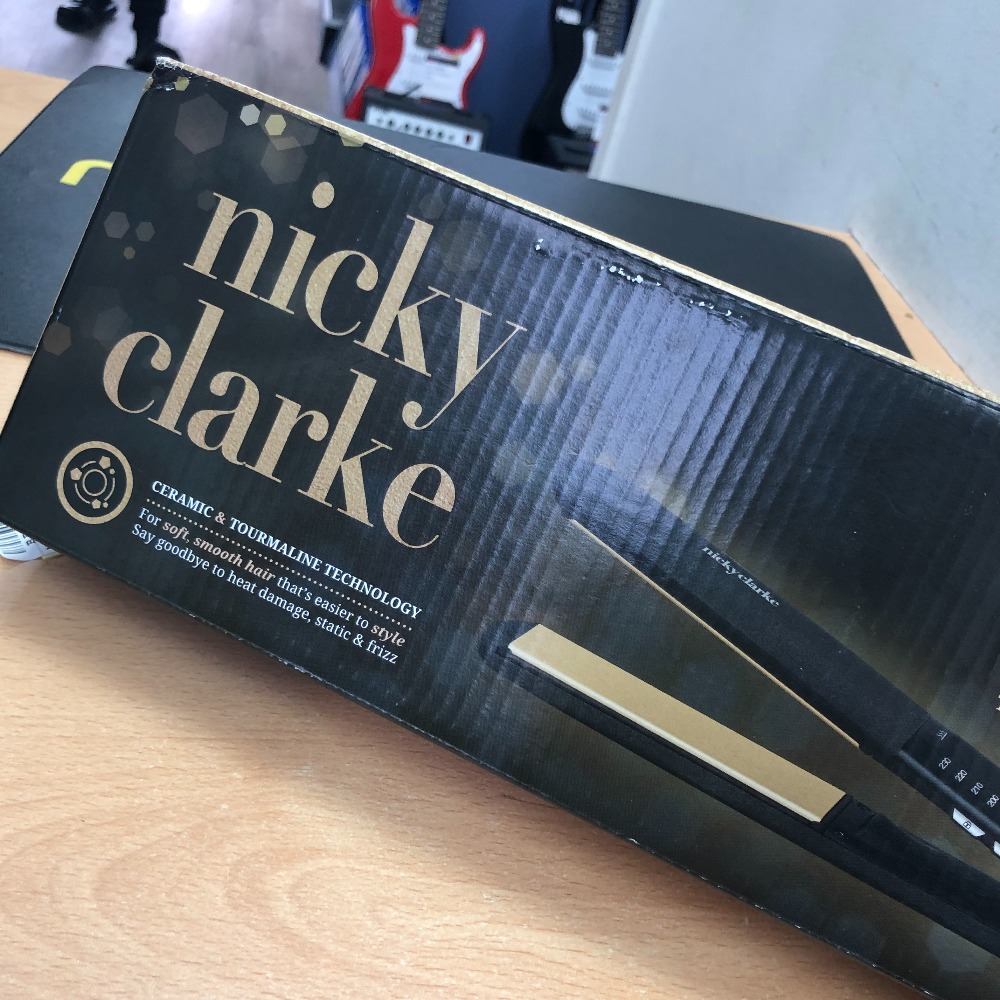 nicky
clarke
CERAMIC & TOURMALINE TECHNOLOGY
For soft, smooth hair that's easier to style
Say goodbye to heat damage, static & frizz
nicky clarke
230
220
210
200